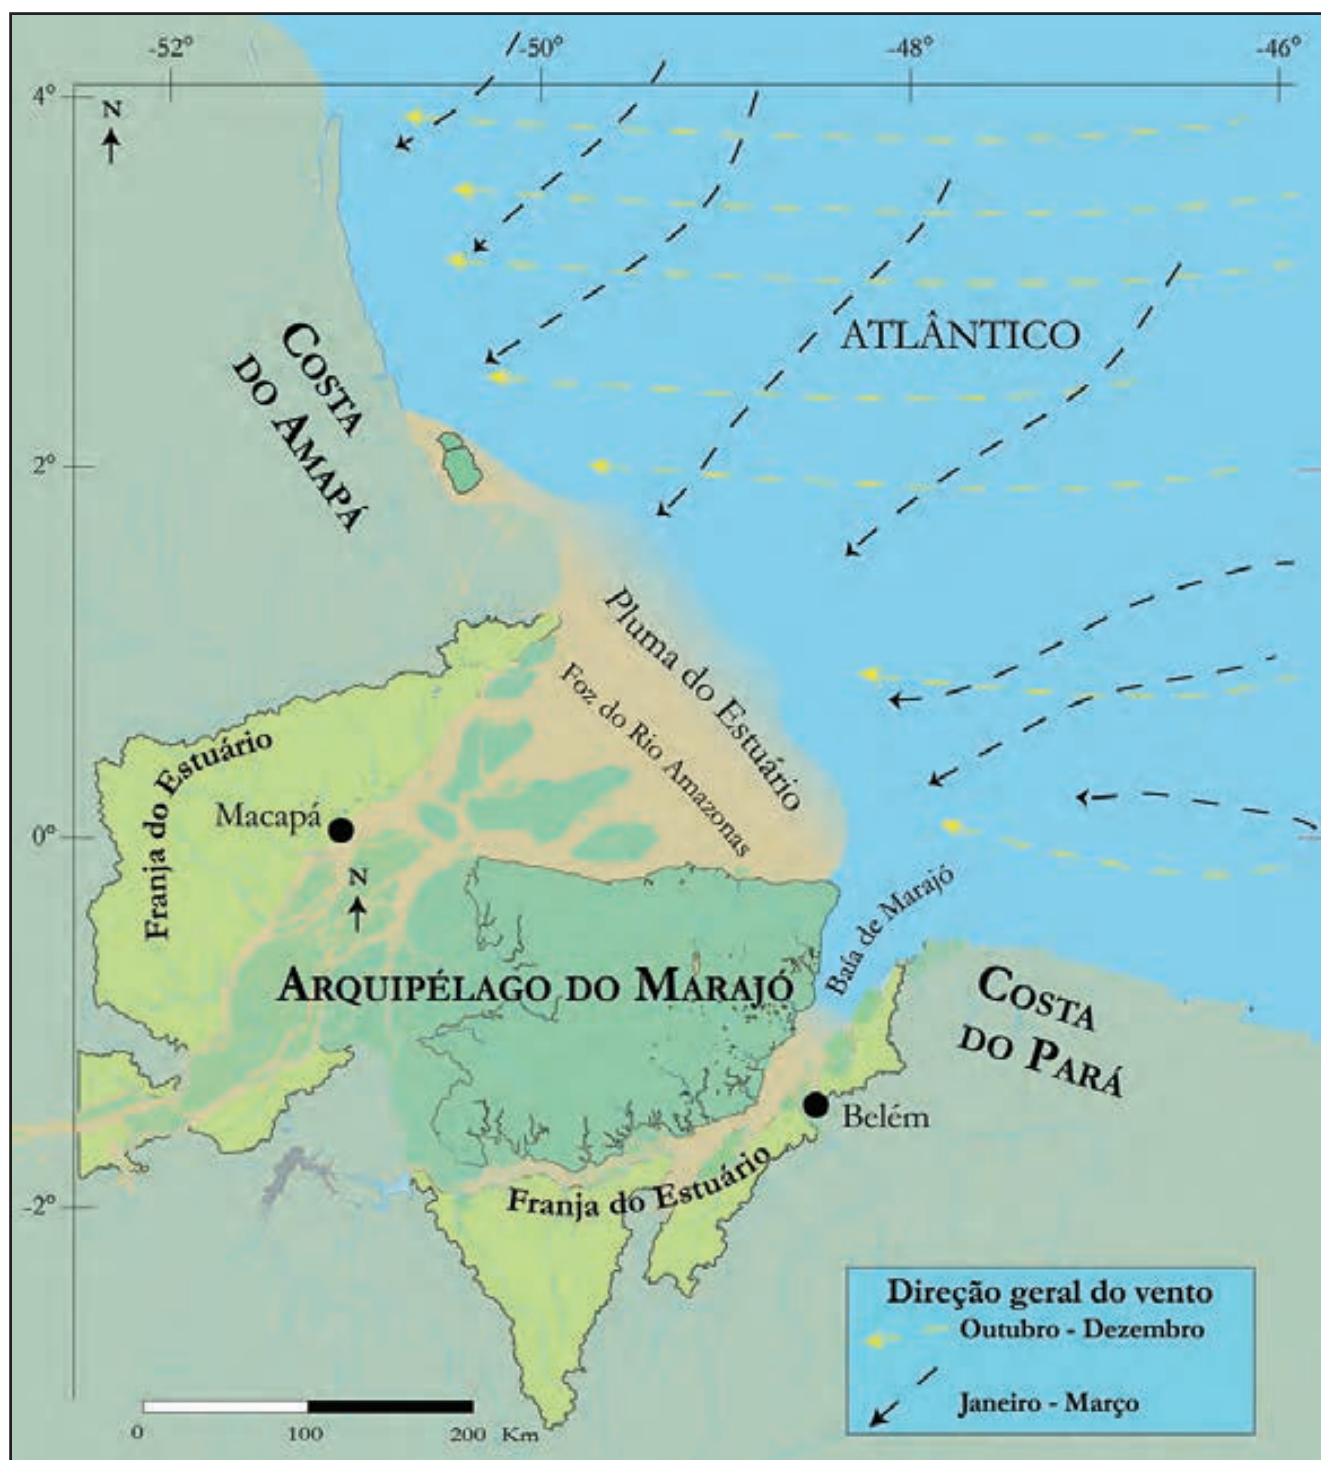 -52°
-50°
-48°
-46°
4°
N
COSTA
DO AMAPÁ
ATLÂNTICO
2°
Pluma do Estuário
Foz do Rio Amazonas
Franja do Estuário
Macapá
0°
N
Baía de Marajó
ARQUIPÉLAGO DO MARAJÓ
COSTA
DO PARÁ
Belém
Franja do Estuário
-2°
Direção geral do vento
Outubro - Dezembro
Janeiro - Março
0
100
200 Km